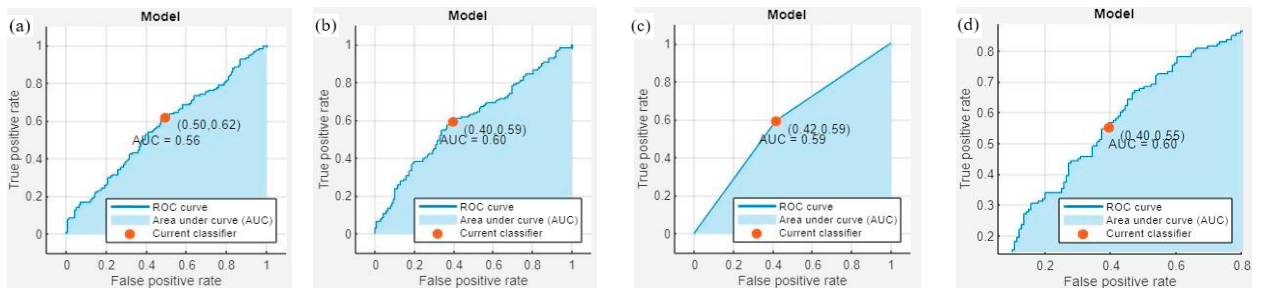 (a)
Model
1
0.8
0.6
0.4
0.2
0
True positive rate
(0.50,0.62)
AUC = 0.56
ROC curve
Area under curve (AUC)
Current classifier
0 0.2 0.4 0.6 0.8 1
False positive rate
(b)
Model
1
0.8
0.6
0.4
0.2
0
True positive rate
(0.40,0.59)
AUC = 0.60
ROC curve
Area under curve (AUC)
Current classifier
0 0.2 0.4 0.6 0.8 1
False positive rate
(c)
Model
1
0.8
0.6
0.4
0.2
0
True positive rate
(0.42,0.59)
AUC = 0.59
ROC curve
Area under curve (AUC)
Current classifier
0 0.2 0.4 0.6 0.8 1
False positive rate
(d)
Model
0.8
0.7
0.6
0.5
0.4
0.3
0.2
True positive rate
(0.40,0.55)
AUC = 0.60
ROC curve
Area under curve (AUC)
Current classifier
0.2 0.4 0.6 0.8
False positive rate